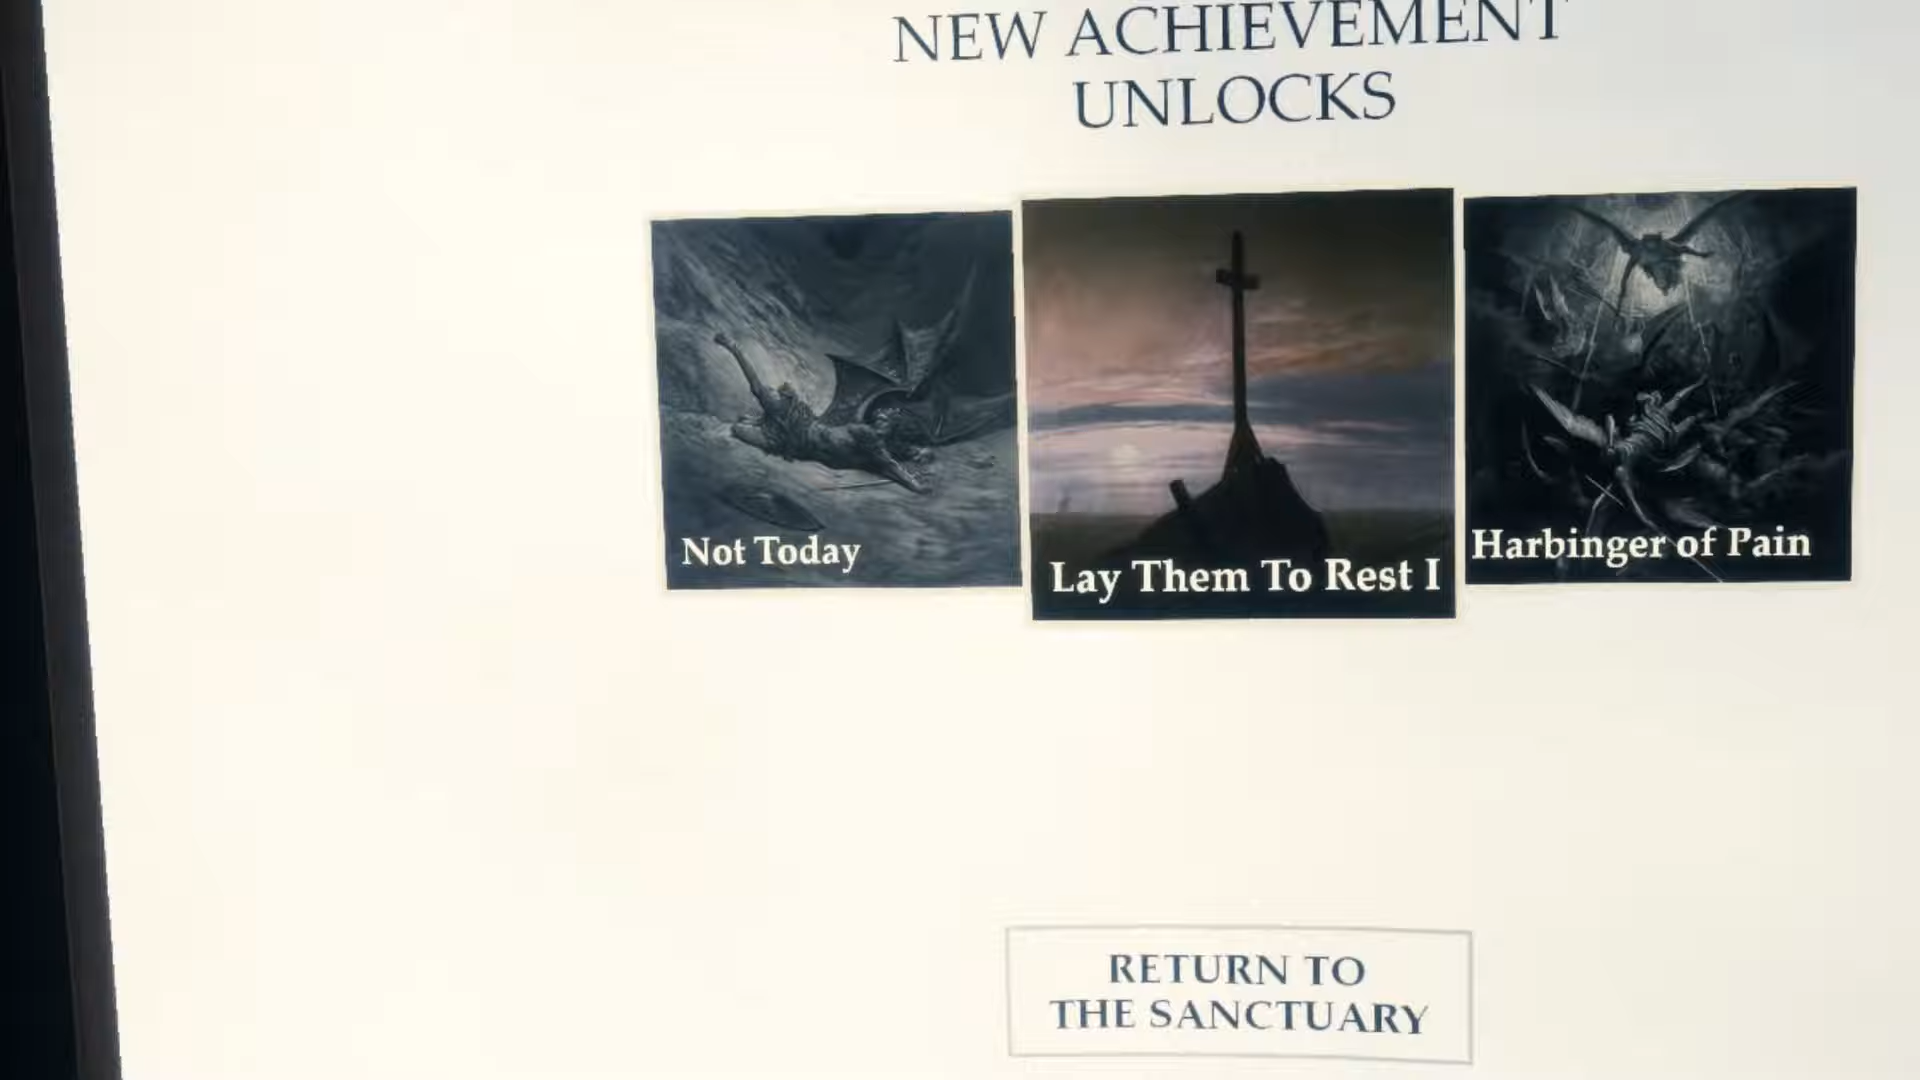 NEW ACHIEVEMENT
UNLOCKS
Not Today
Lay Them To Rest I
Harbinger of Pain
RETURN TO
THE SANCTUARY